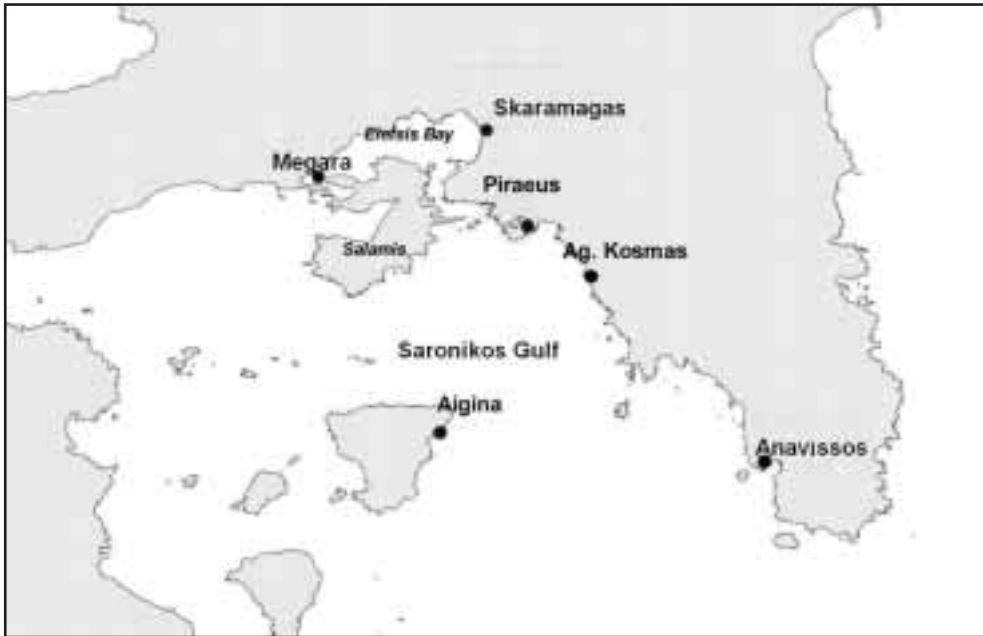 Skaramagas
Elefsis Bay
Megara
Piraeus
Salamis
Ag. Kosmas
Saronikos Gulf
Aigina
Anavissos